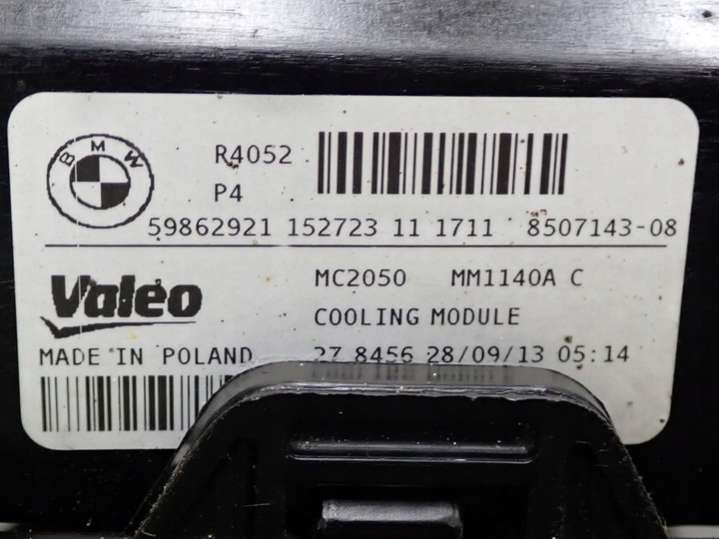 BMW
R4052
P4
59862921 152723 11 1711 8507143-08
Valeo
MC2050 MM1140A C
COOLING MODULE
MADE IN POLAND 27 8456 28/09/13 05:14